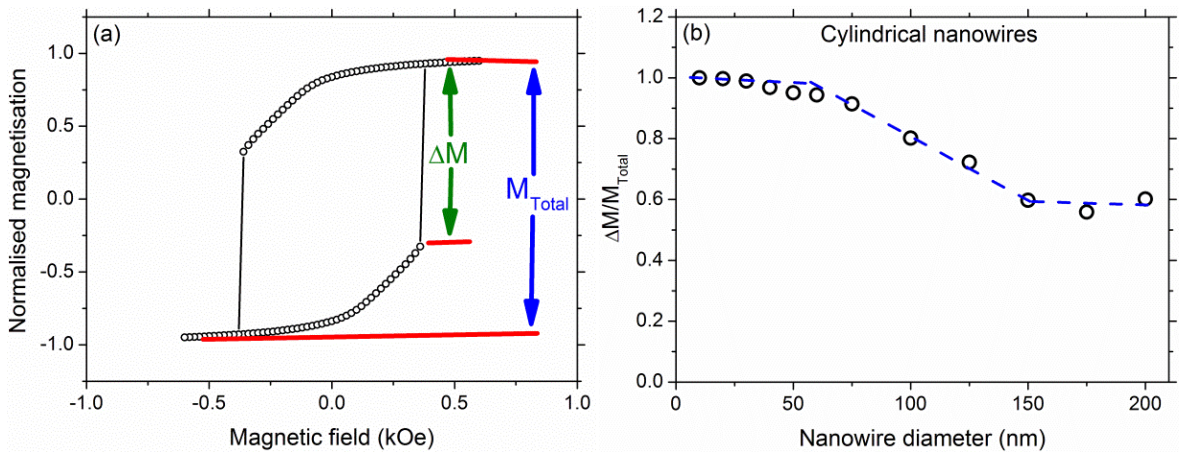 (a)
Normalised magnetisation
1.0
0.5
0.0
-0.5
-1.0
ΔM
M_Total
-1.0
-0.5
0.0
0.5
1.0
Magnetic field (kOe)
(b)
Cylindrical nanowires
ΔM/M_Total
1.2
1.0
0.8
0.6
0.4
0.2
0.0
0
50
100
150
200
Nanowire diameter (nm)